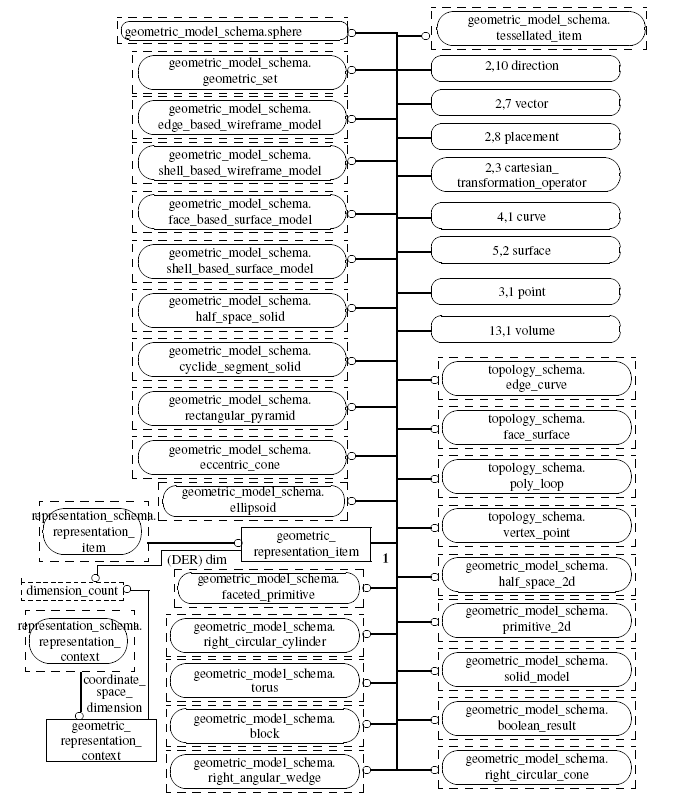 geometric_model_schema.sphere
geometric_model_schema.
geometric_set
geometric_model_schema.
edge_based_wireframe_model
geometric_model_schema.
shell_based_wireframe_model
geometric_model_schema.
face_based_surface_model
geometric_model_schema.
shell_based_surface_model
geometric_model_schema.
half_space_solid
geometric_model_schema.
cyclide_segment_solid
geometric_model_schema.
rectangular_pyramid
geometric_model_schema.
eccentric_cone
geometric_model_schema.
ellipsoid
representation_schema.
representation_
item
geometric_
representation_item
(DER) dim
1
dimension_count
representation_schema.
representation_
context
coordinate_
space_
dimension
geometric_
representation_
context
geometric_model_schema.
faceted_primitive
geometric_model_schema.
right_circular_cylinder
geometric_model_schema.
torus
geometric_model_schema.
block
geometric_model_schema.
right_angular_wedge
geometric_model_schema.
tessellated_item
2,10 direction
2,7 vector
2,8 placement
2,3 cartesian_
transformation_operator
4,1 curve
5,2 surface
3,1 point
13,1 volume
topology_schema.
edge_curve
topology_schema.
face_surface
topology_schema.
poly_loop
topology_schema.
vertex_point
geometric_model_schema.
half_space_2d
geometric_model_schema.
primitive_2d
geometric_model_schema.
solid_model
geometric_model_schema.
boolean_result
geometric_model_schema.
right_circular_cone